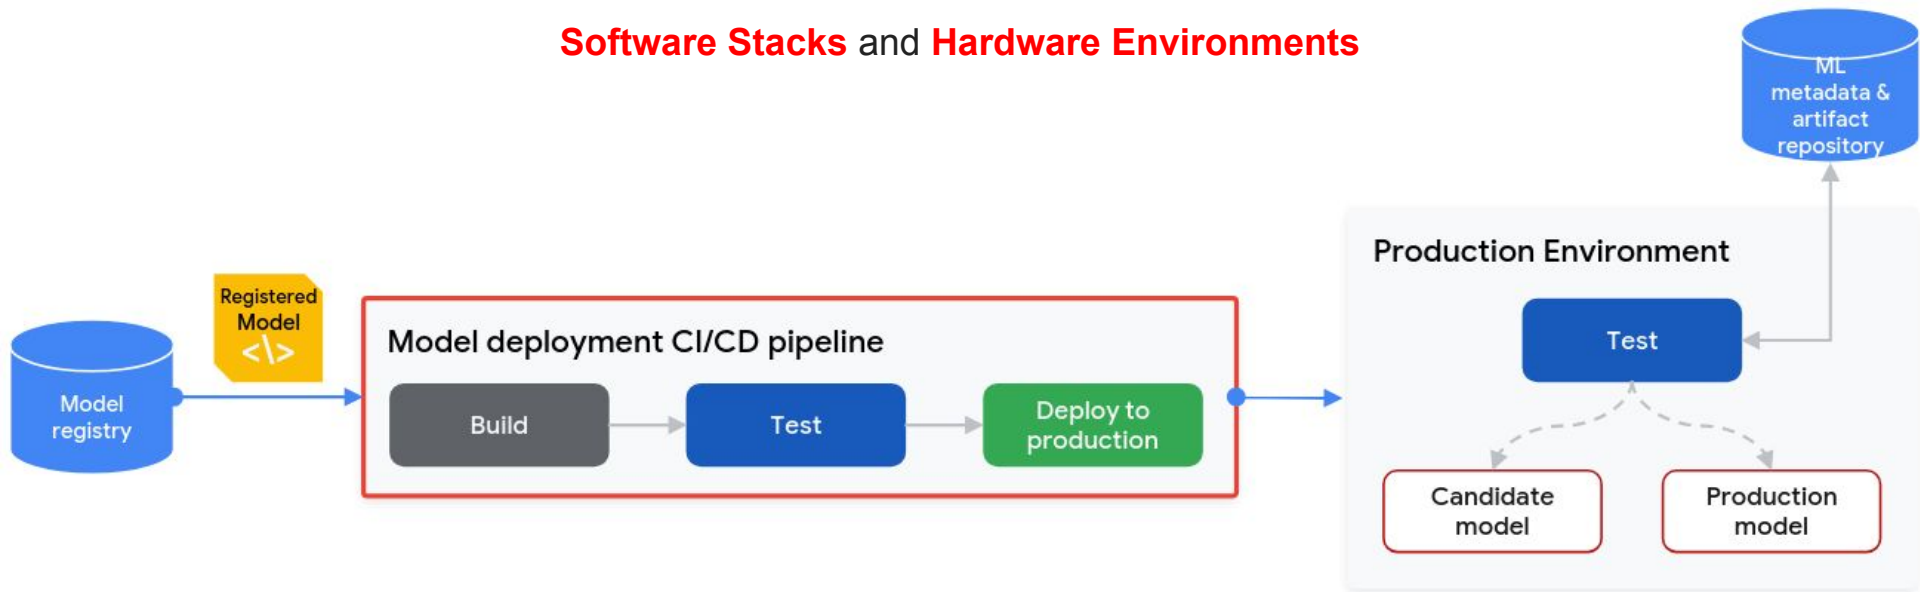 Software Stacks and Hardware Environments
ML
metadata &
artifact
repository
Production Environment
Registered
Model
<\>
Model deployment CI/CD pipeline
Test
Model
registry
Build
Test
Deploy to
production
Candidate
model
Production
model